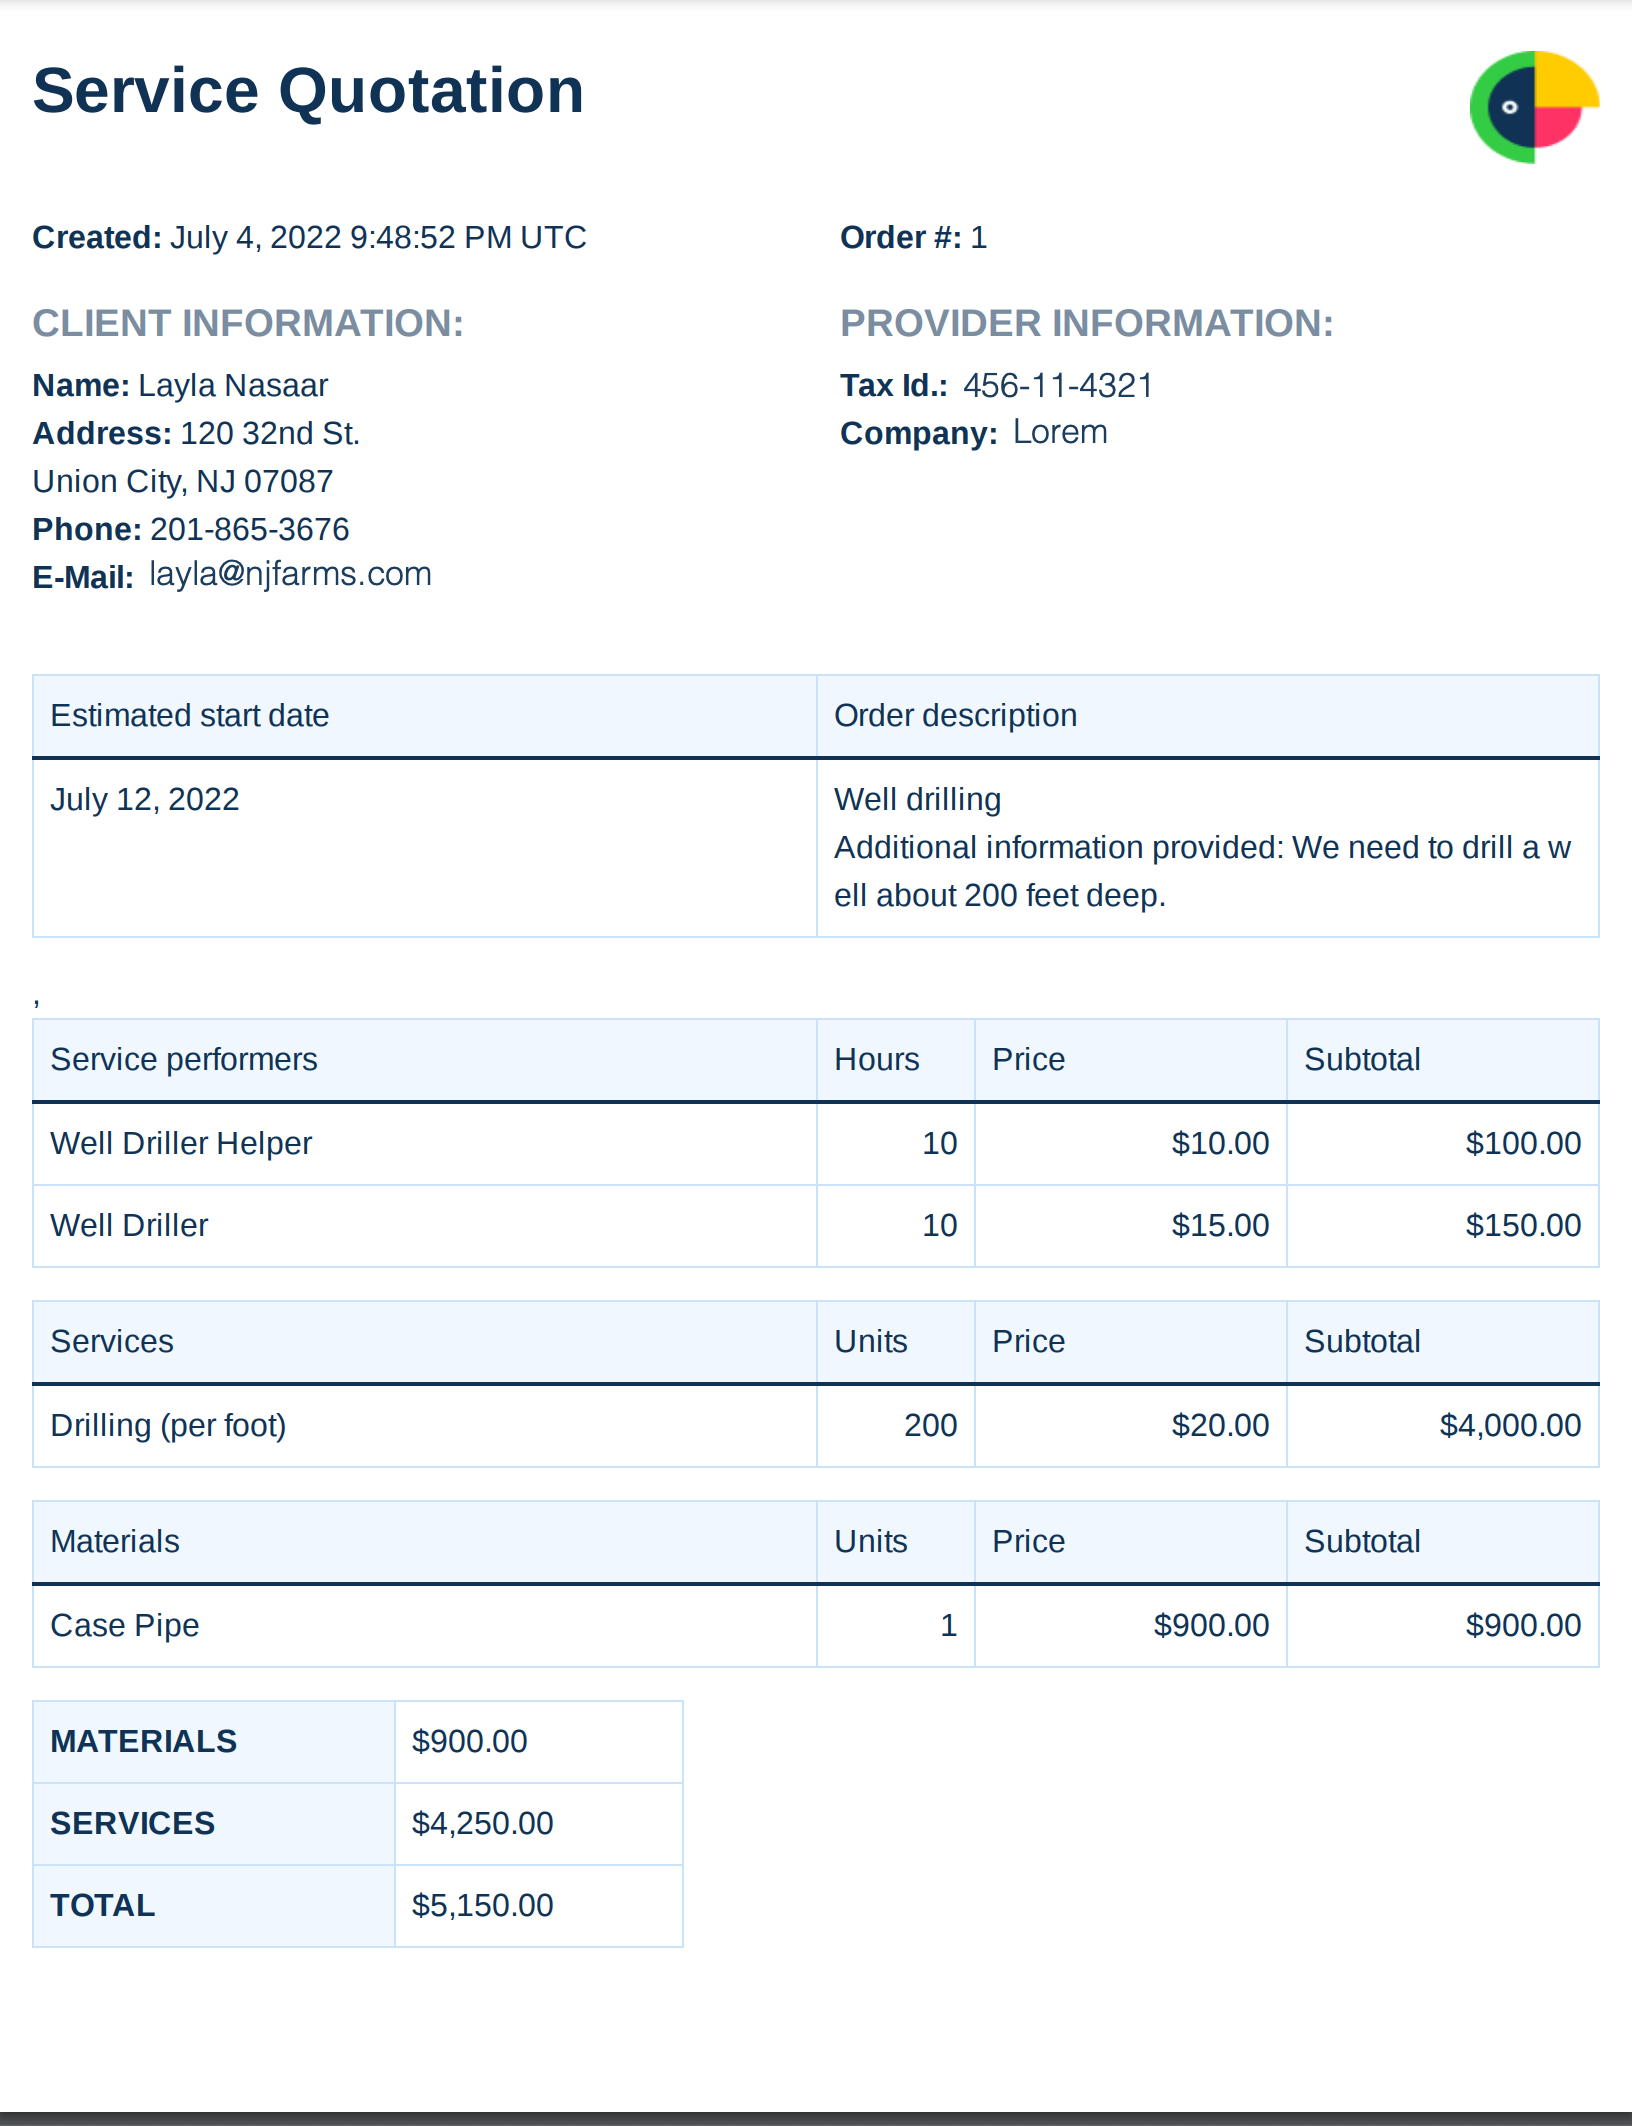 Service Quotation
Created: July 4, 2022 9:48:52 PM UTC
Order #: 1
CLIENT INFORMATION:
Name: Layla Nasaar
Address: 120 32nd St.
Union City, NJ 07087
Phone: 201-865-3676
E-Mail: layla@njfarms.com
PROVIDER INFORMATION:
Tax Id.: 456-11-4321
Company: Lorem
Estimated start date Order description
July 12, 2022 Well drilling
Additional information provided: We need to drill a w
ell about 200 feet deep.
,
Service performers Hours Price Subtotal
Well Driller Helper 10 $10.00 $100.00
Well Driller 10 $15.00 $150.00
Services Units Price Subtotal
Drilling (per foot) 200 $20.00 $4,000.00
Materials Units Price Subtotal
Case Pipe 1 $900.00 $900.00
MATERIALS $900.00
SERVICES $4,250.00
TOTAL $5,150.00